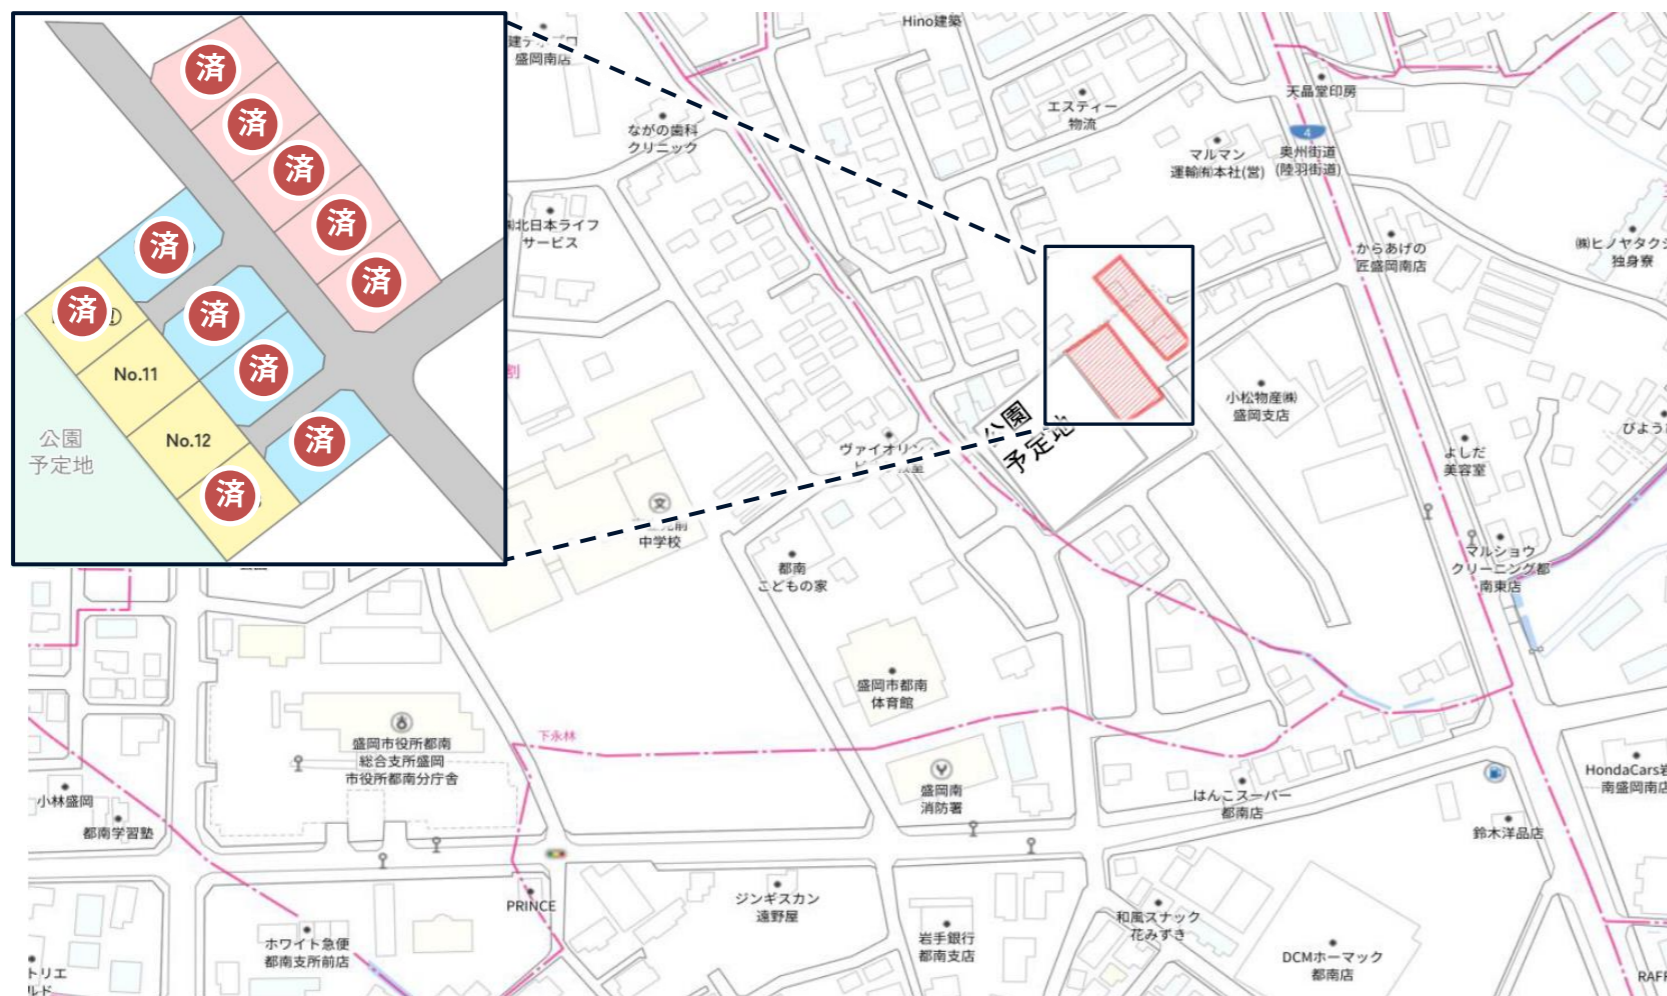 済
済
済
済
済
済
済
済
済
済
済
No.11
No.12
公園
予定地
Hino建築
盛岡南店
ながの歯科
クリニック
㈱北日本ライフ
サービス
エスティー
物流
マルマン
運輸㈲本社(営)
天晶堂印房
4
奥州街道
(陸羽街道)
からあげの
匠盛岡南店
㈱ヒノヤタクシ
独身寮
小松物産㈱
盛岡支店
公園
予定地
ヴァイオリン・
よしだ
美容室
びよう
マルショウ
クリーニング都
南東店
割
文
中学校
都南
こどもの家
盛岡市都南
体育館
下永林
盛岡市役所都南
総合支所盛岡
市役所都南分庁舎
小林盛岡
都南学習塾
盛岡南
消防署
はんこスーパー
都南店
HondaCars岩
南盛岡南店
鈴木洋品店
PRINCE
ジンギスカン
遠野屋
ホワイト急便
都南支所前店
岩手銀行
都南支店
和風スナック
花みずき
DCMホーマック
都南店
トリエ
ルド
RAFF